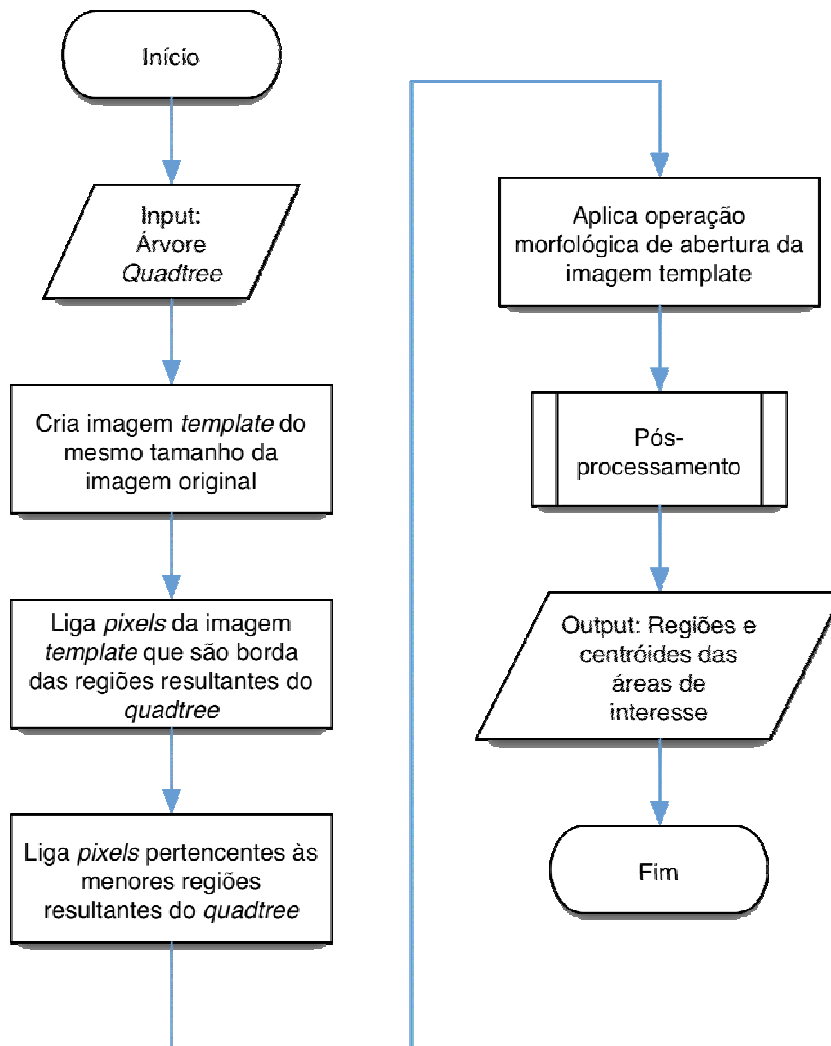 Início
Input:
Árvore
Quadtree
Cria imagem template do
mesmo tamanho da
imagem original
Liga pixels da imagem
template que são borda
das regiões resultantes do
quadtree
Liga pixels pertencentes às
menores regiões
resultantes do quadtree
Aplica operação
morfológica de abertura da
imagem template
Pós-
processamento
Output: Regiões e
centróides das
áreas de
interesse
Fim